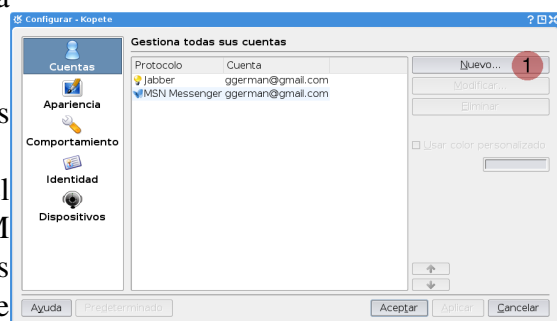 a
Configurar - Kopete
Gestiona todas sus cuentas
Cuentas
Apariencia
Comportamiento
Identidad
Dispositivos
Protocolo Cuenta
Jabber ggerman@gmail.com
MSN Messenger ggerman@gmail.com
Nuevo... 1
Modificar...
Eliminar
Usar color personalizado
s
l
M
s
e
Ayuda Predeterminado Aceptar Aplicar Cancelar